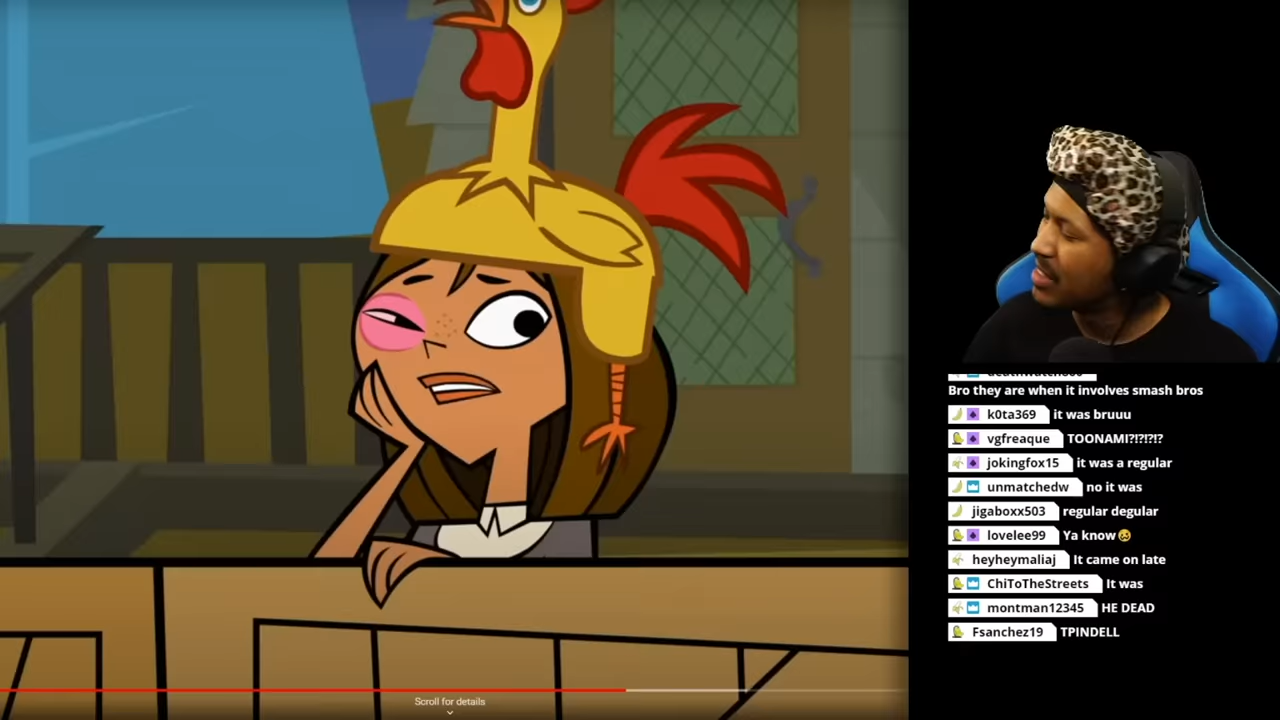 Bro they are when it involves smash bros
k0ta369 it was bruuu
vgfreaque TOONAMI?!?!?!?
jokingfox15 it was a regular
unmatchedw no it was
jigaboxx503 regular degular
lovelee99 Ya know😢
heyheymaliaj It came on late
ChiToTheStreets It was
montman12345 HE DEAD
Fsanchez19 TPINDELL
Scroll for details